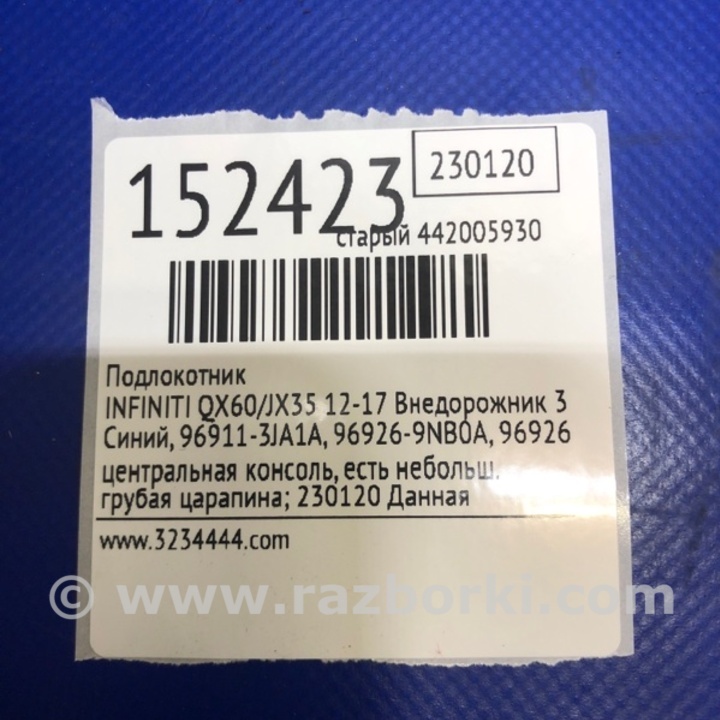 152423
230120
старый 442005930
Подлокотник
INFINITI QX60/JX35 12-17 Внедорожник 3
Синий, 96911-3JA1A, 96926-9NB0A, 96926
центральная консоль, есть небольш.
грубая царапина; 230120 Данная
www.3234444.com
© www.razborki.com